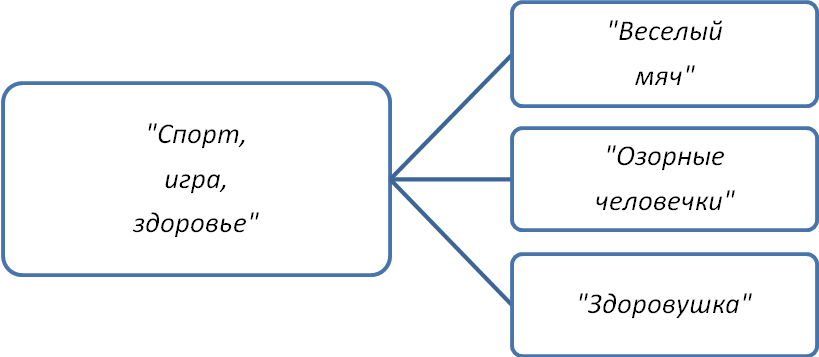 "Спорт,
игра,
здоровье"
"Веселый
мяч"
"Озорные
человечки"
"Здоровушка"